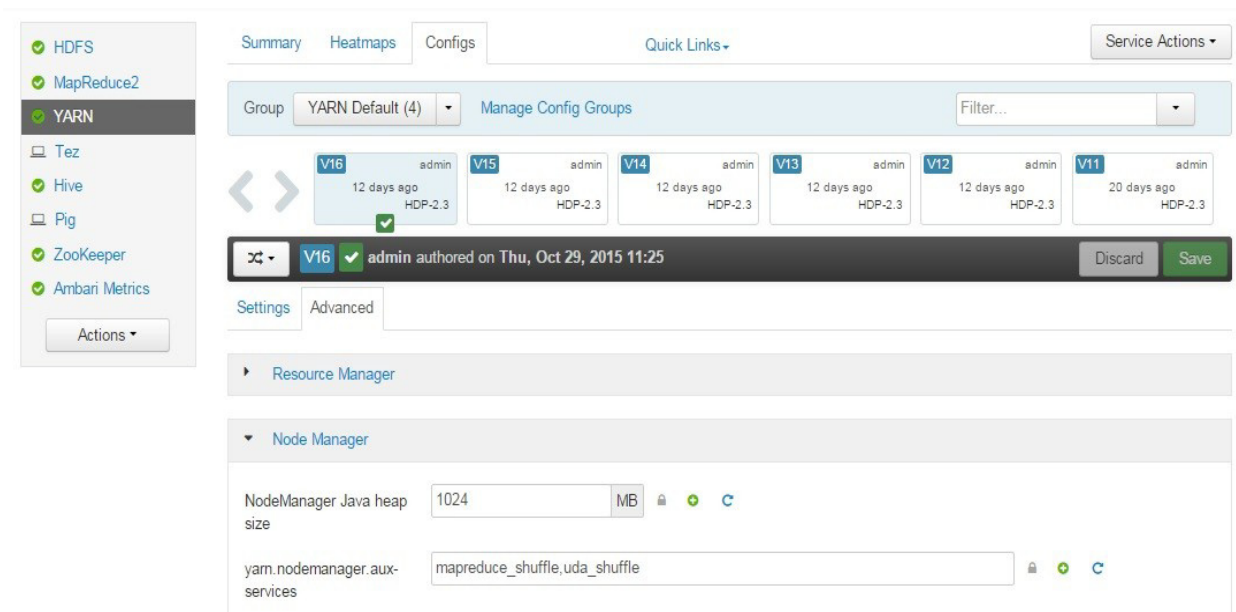 HDFS
MapReduce2
YARN
Tez
Hive
Pig
ZooKeeper
Ambari Metrics
Actions
Summary Heatmaps Configs Quick Links Service Actions
Group YARN Default (4) Manage Config Groups Filter...
V16 admin V15 admin V14 admin V13 admin V12 admin V11 admin
12 days ago 12 days ago 12 days ago 12 days ago 12 days ago 20 days ago
HDP-2.3 HDP-2.3 HDP-2.3 HDP-2.3 HDP-2.3 HDP-2.3
V16 admin authored on Thu, Oct 29, 2015 11:25 Discard Save
Settings Advanced
Resource Manager
Node Manager
NodeManager Java heap 1024 MB
size
yarn.nodemanager.aux- mapreduce_shuffle,uda_shuffle
services